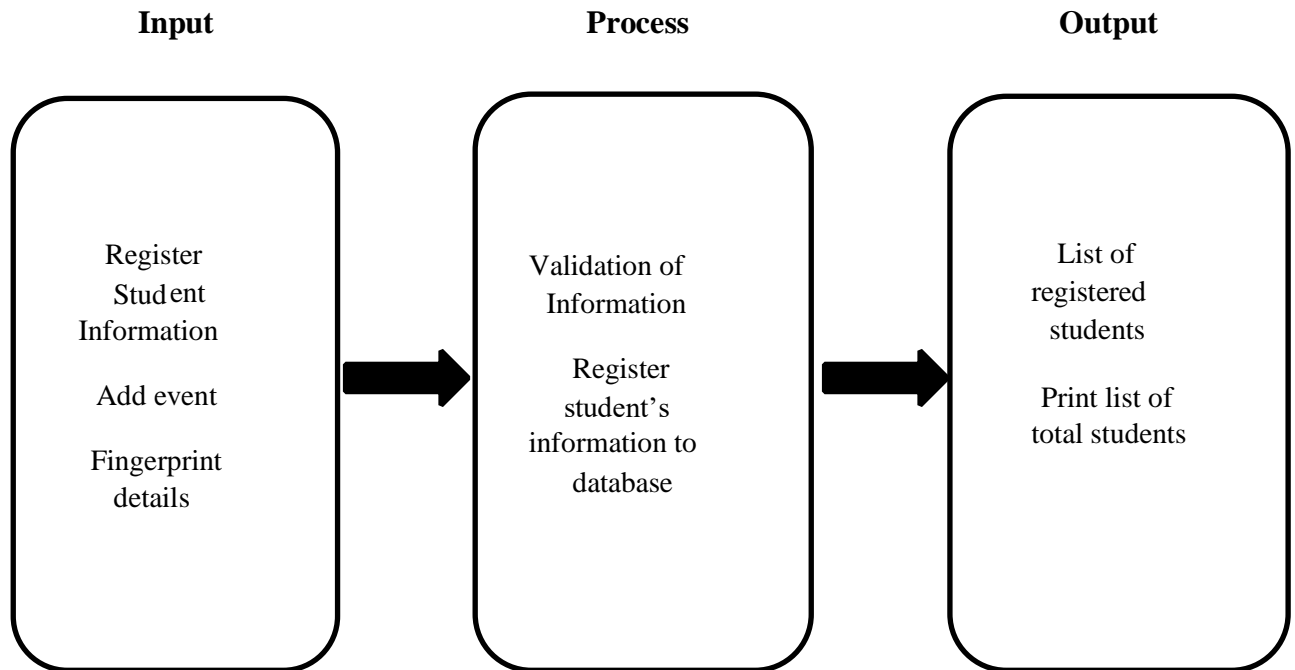 Input
Process
Output
Register
Student
Information
Add event
Fingerprint
details
Validation of
Information
Register
student’s
information to
database
List of
registered
students
Print list of
total students